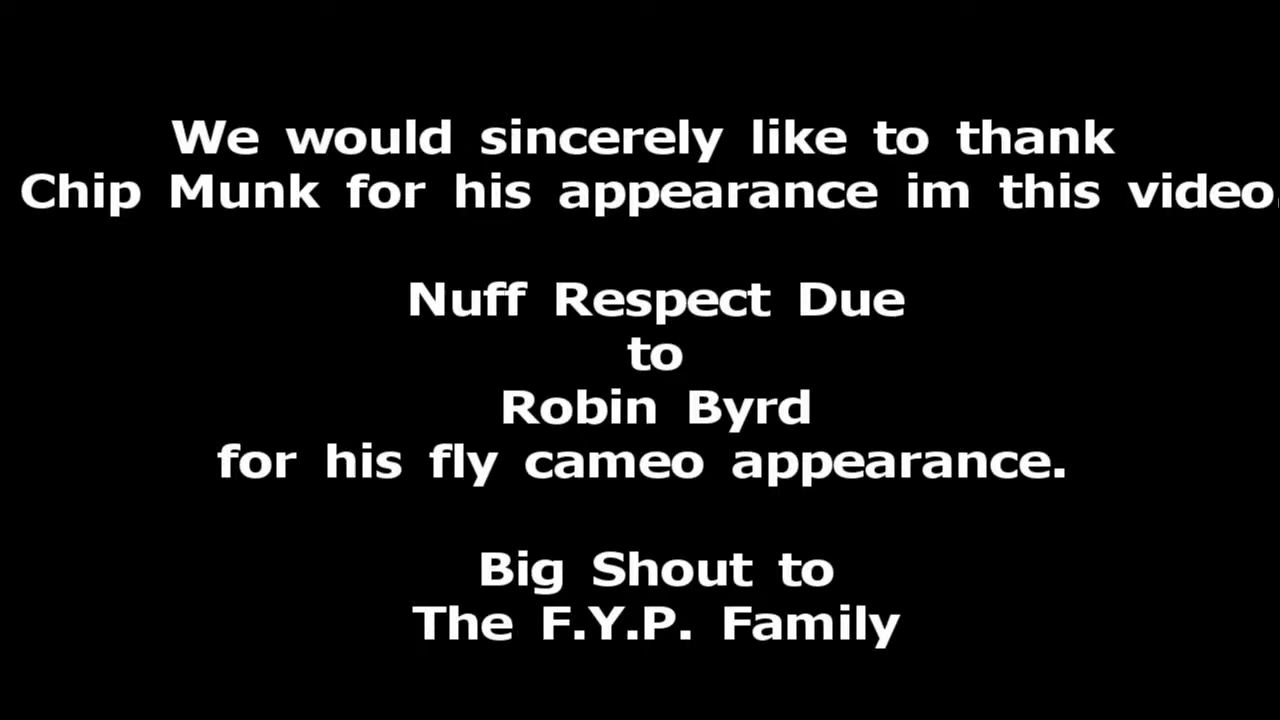 We would sincerely like to thank
Chip Munk for his appearance im this video.
Nuff Respect Due
to
Robin Byrd
for his fly cameo appearance.
Big Shout to
The F.Y.P. Family